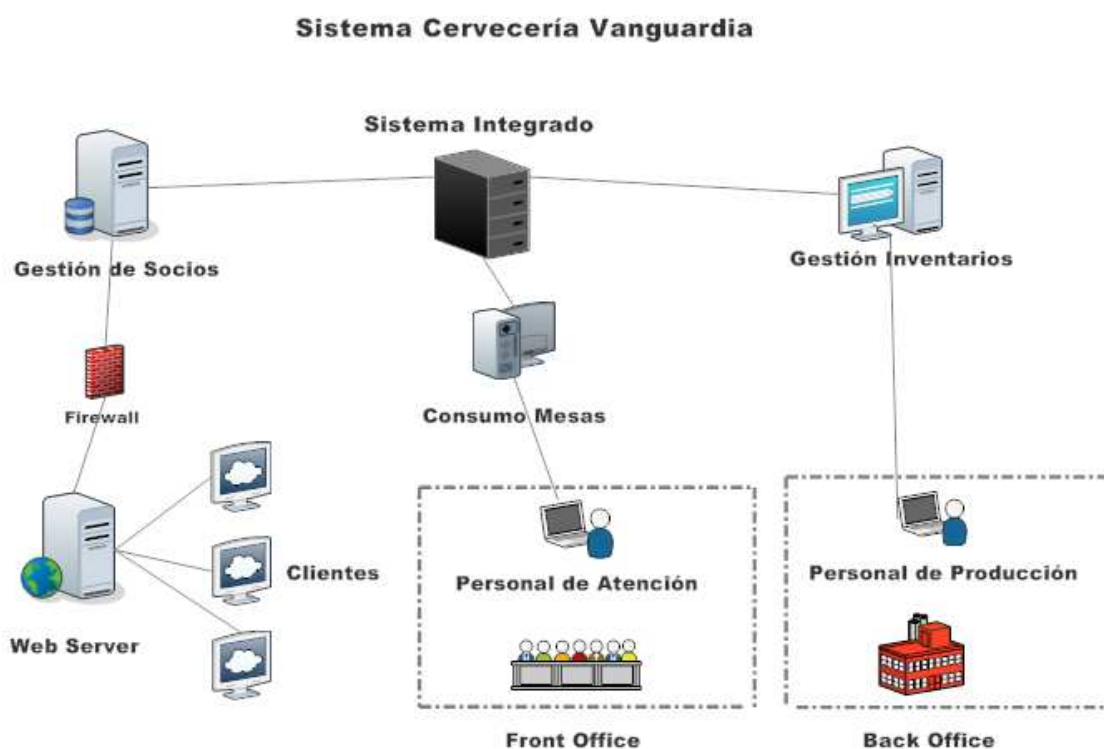 Sistema Cervecería Vanguardia
Sistema Integrado
Gestión de Socios
Gestión Inventarios
Firewall
Consumo Mesas
Clientes
Personal de Atención
Personal de Producción
Web Server
Front Office
Back Office